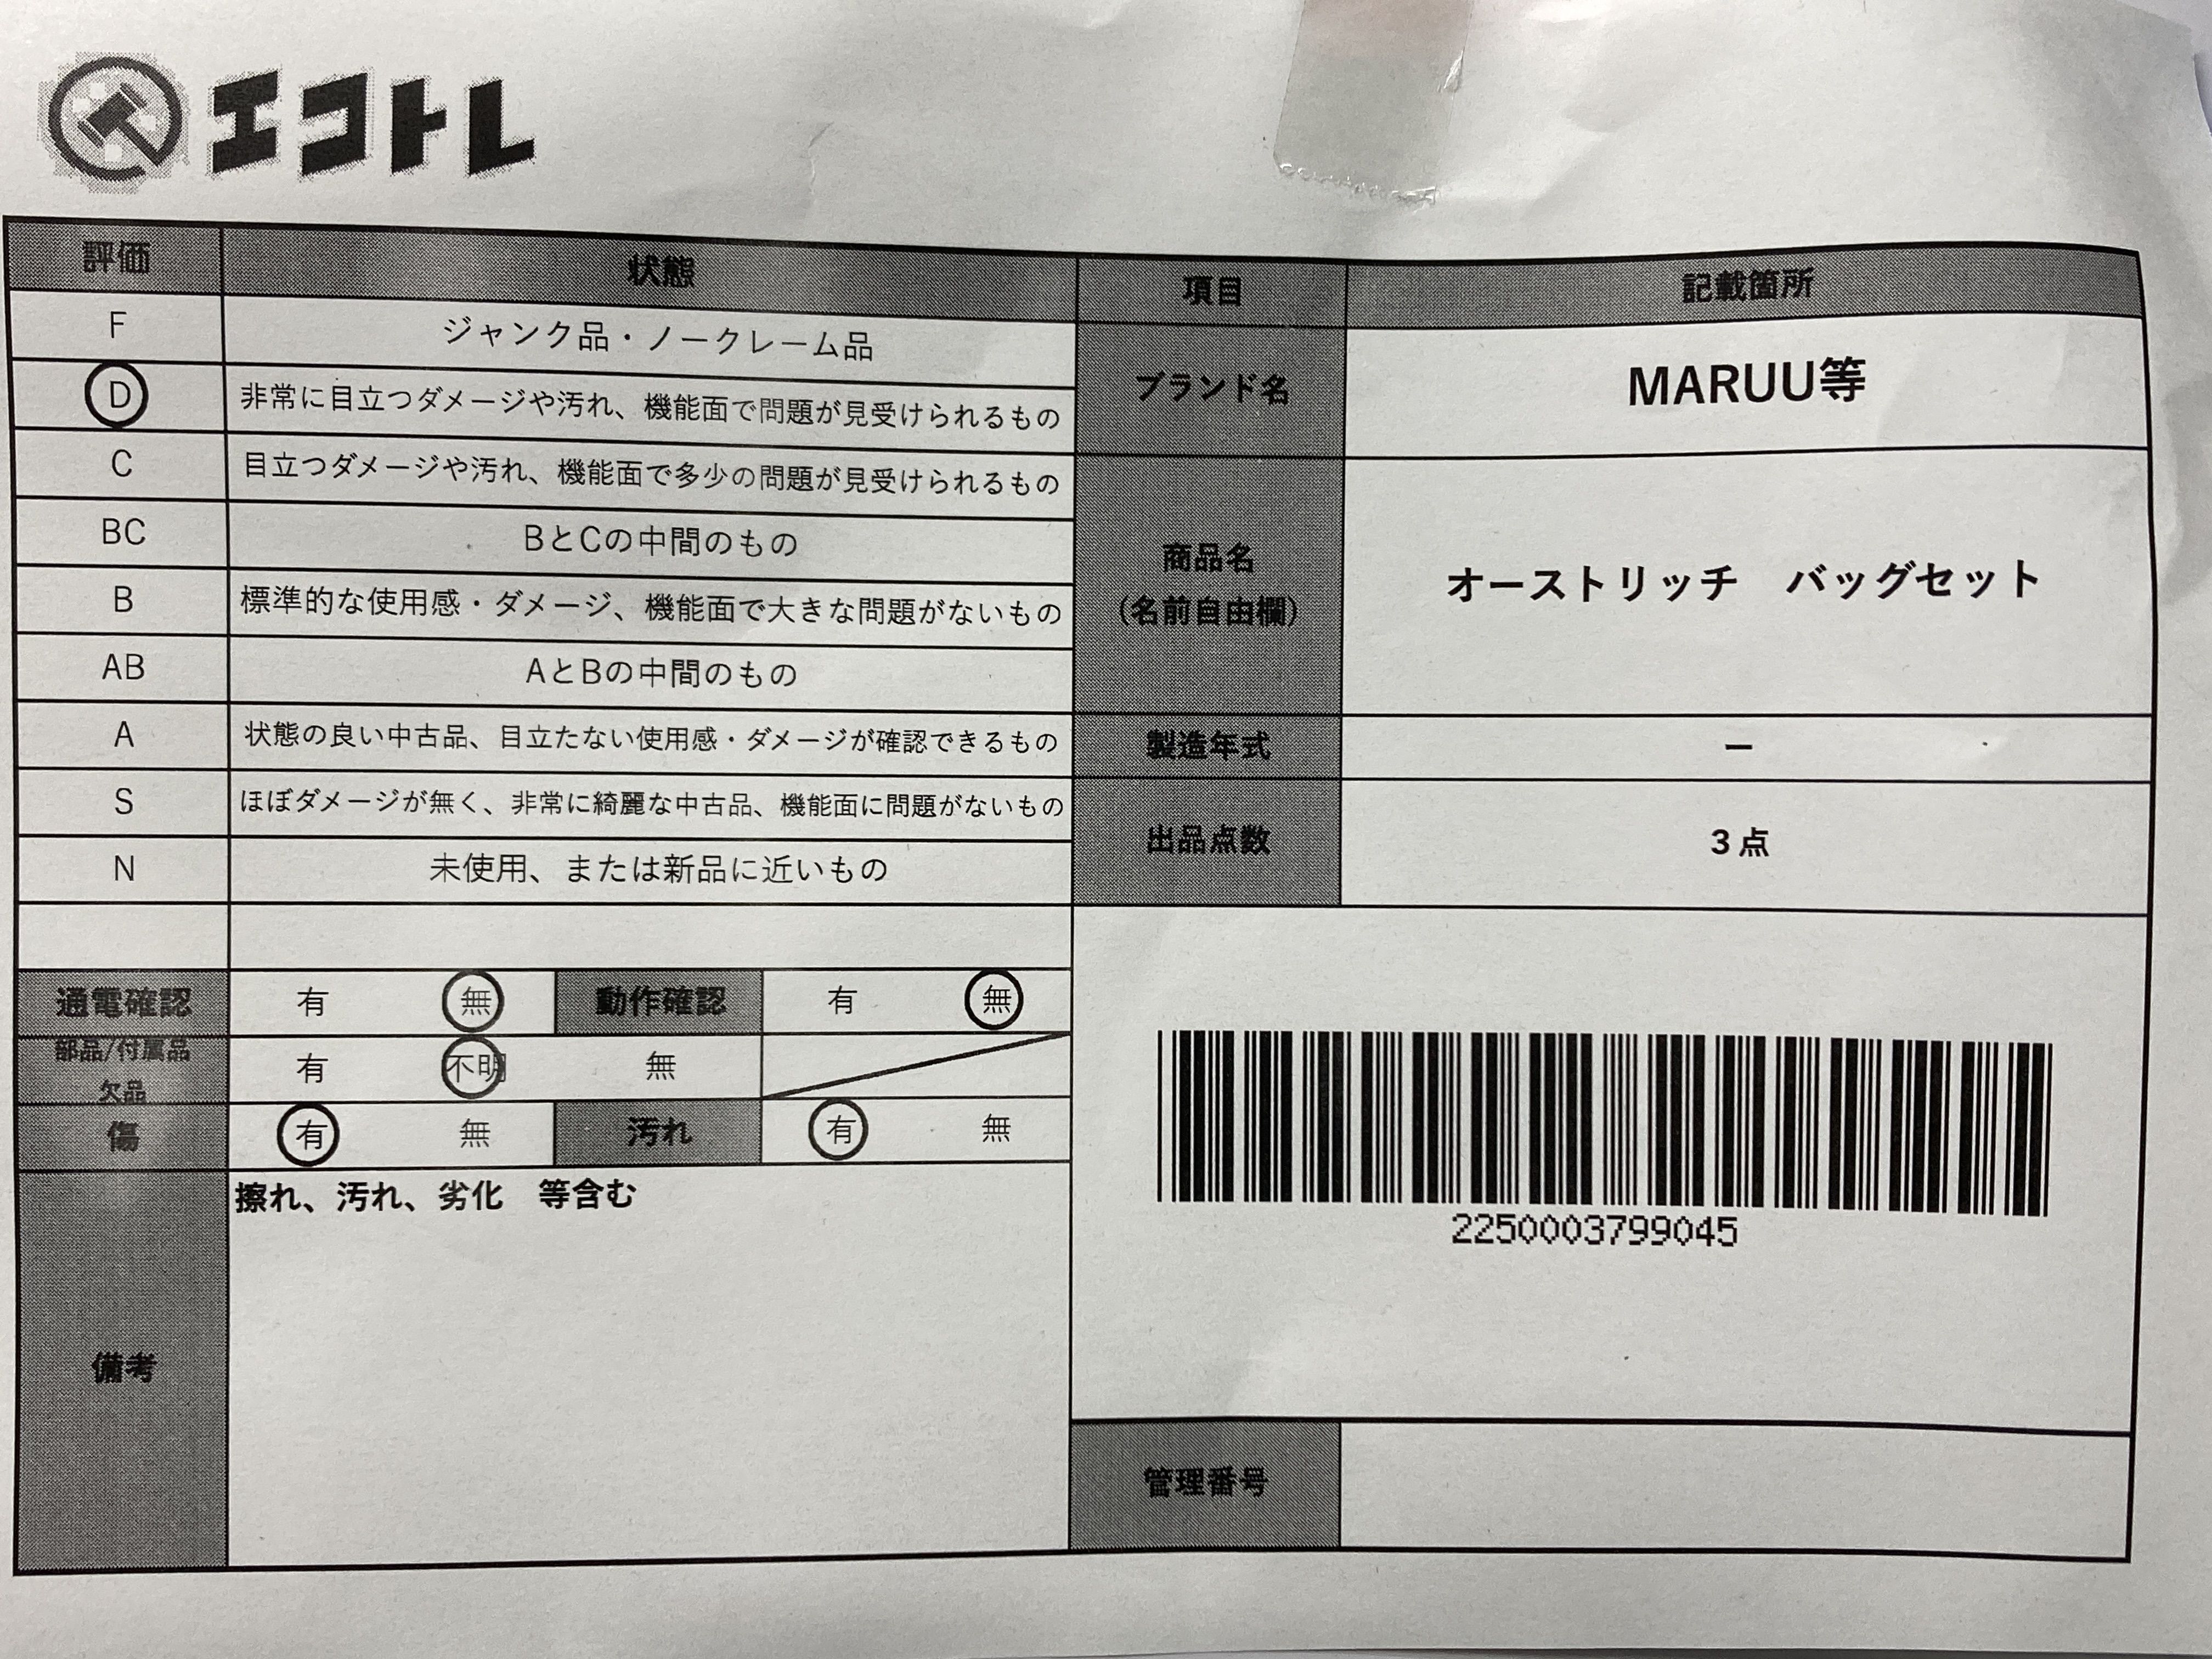 エコトレ
評価 状態 項目 記載箇所
F ジャンク品・ノークレーム品
D 非常に目立つダメージや汚れ、機能面で問題が見受けられるもの
ブランド名 MARUU等
C 目立つダメージや汚れ、機能面で多少の問題が見受けられるもの
BC BとCの中間のもの
B 標準的な使用感・ダメージ、機能面で大きな問題がないもの
商品名
(名前自由欄)
オーストリッチ　バッグセット
AB AとBの中間のもの
A 状態の良い中古品、目立たない使用感・ダメージが確認できるもの
製造年式 ー
S ほぼダメージが無く、非常に綺麗な中古品、機能面に問題がないもの
出品点数 3点
N 未使用、または新品に近いもの
通電確認 有 無 動作確認 有 無
部品/付属品
欠品
有 不明 無
傷 有 無 汚れ 有 無
備考
擦れ、汚れ、劣化　等含む
2250003799045
管理番号